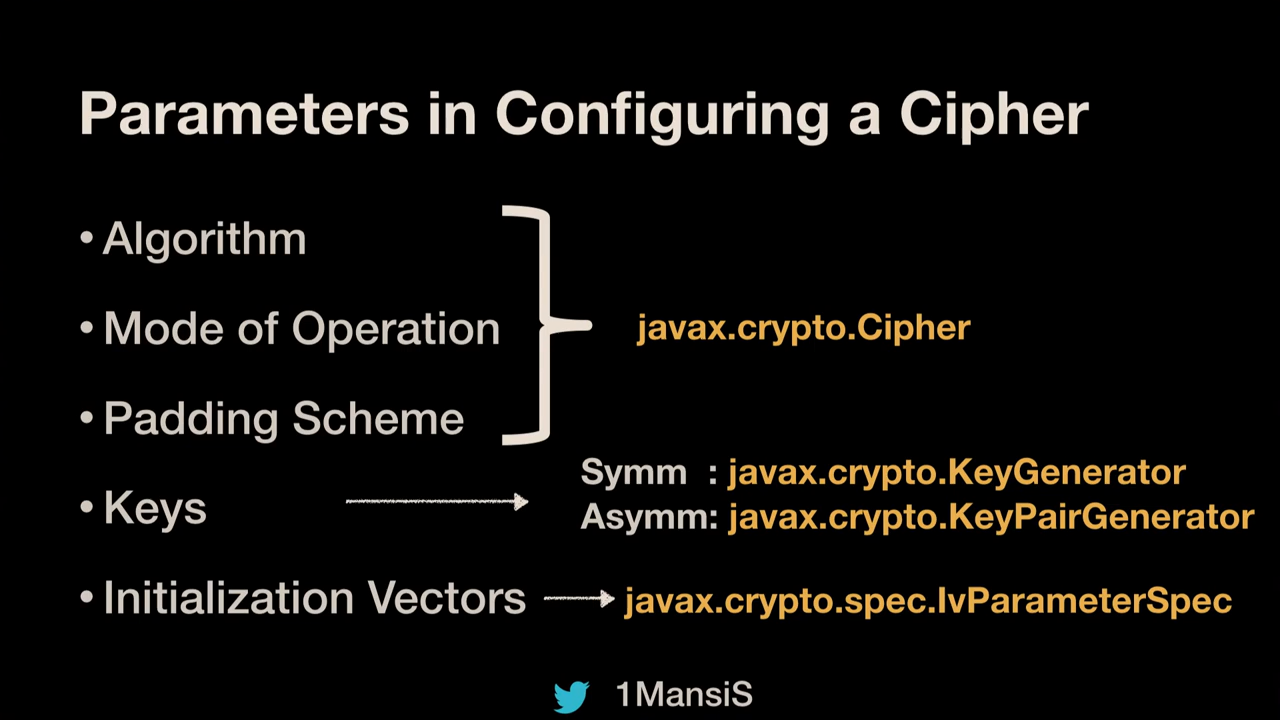 Parameters in Configuring a Cipher
• Algorithm
• Mode of Operation
javax.crypto.Cipher
• Padding Scheme
• Keys
Symm : javax.crypto.KeyGenerator
Asymm: javax.crypto.KeyPairGenerator
• Initialization Vectors
javax.crypto.spec.IvParameterSpec
1MansiS